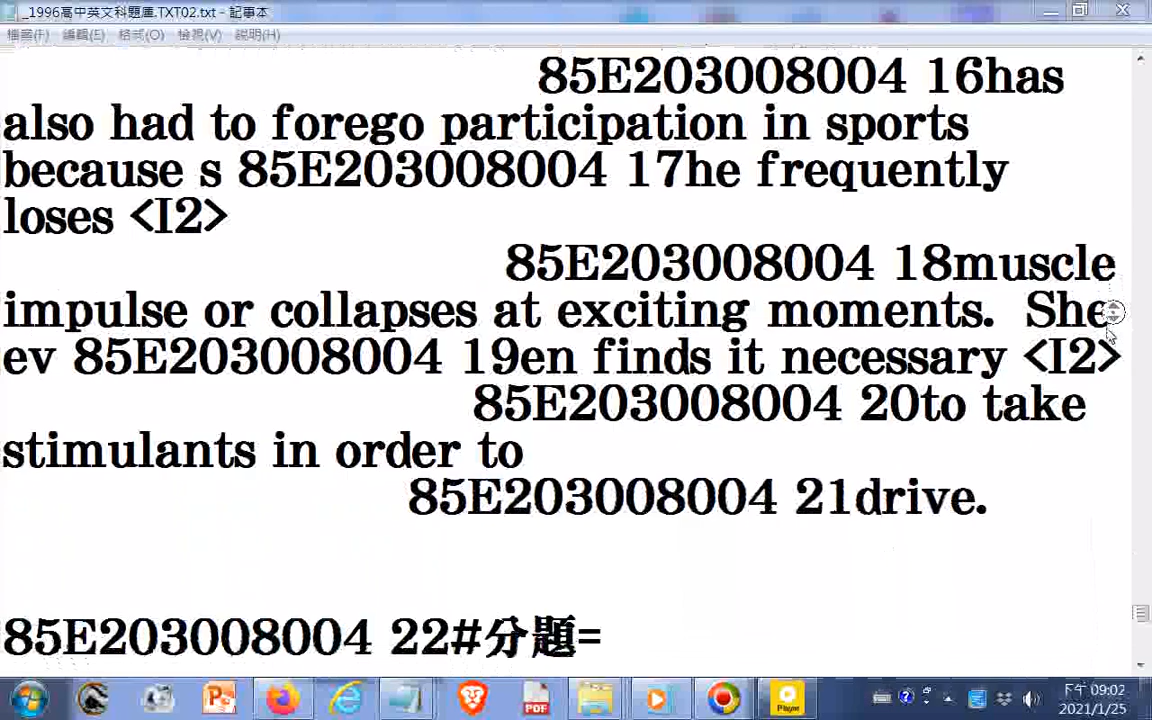 _1996高中英文科題庫.TXT02.txt - 記事本
檔案(F) 編輯(E) 格式(O) 檢視(V) 說明(H)
85E203008004 16has
also had to forego participation in sports
because s 85E203008004 17he frequently
loses <I2>
85E203008004 18muscle
impulse or collapses at exciting moments.  She
ev 85E203008004 19en finds it necessary <I2>
85E203008004 20to take
stimulants in order to
85E203008004 21drive.
85E203008004 22#分題=
PDF
Player
下午 09:02
2021/1/25